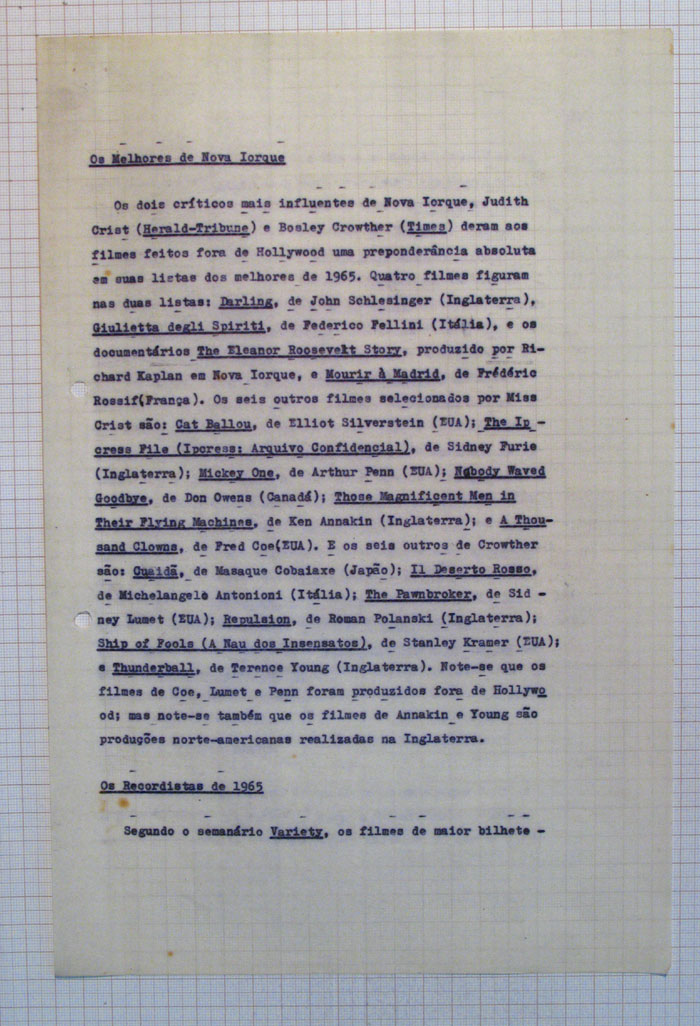 Os Melhores de Nova Iorque
Os dois críticos mais influentes de Nova Iorque, Judith
Crist (Herald-Tribune) e Bosley Crowther (Times) deram aos
filmes feitos fora de Hollywood uma preponderância absoluta
em suas listas dos melhores de 1965. Quatro filmes figuram
nas duas listas: Darling, de John Schlesinger (Inglaterra),
Giulietta degli Spiriti, de Federico Fellini (Itália), e os
documentários The Eleanor Roosevelt Story, produzido por Ri-
chard Kaplan em Nova Iorque, e Mourir à Madrid, de Frédéric
Rossif(França). Os seis outros filmes selecionados por Miss
Crist são: Cat Ballou, de Elliot Silverstein (EUA); The Ip -
cress File (Ipcress: Arquivo Confidencial), de Sidney Furie
(Inglaterra); Mickey One, de Arthur Penn (EUA); Nobody Waved
Goodbye, de Don Owens (Canadá); Those Magnificent Men in
Their Flying Machines, de Ken Annakin (Inglaterra); e A Thou-
sand Clowns, de Fred Coe(EUA). E os seis outros de Crowther
são: Cuaidã, de Masaque Cobaiaxe (Japão); Il Deserto Rosso,
de Michelangelo Antonioni (Itália); The Pawnbroker, de Sid -
ney Lumet (EUA); Repulsion, de Roman Polanski (Inglaterra);
Ship of Fools (A Nau dos Insensatos), de Stanley Kramer (EUA);
e Thunderball, de Terence Young (Inglaterra). Note-se que os
filmes de Coe, Lumet e Penn foram produzidos fora de Hollywo
od; mas note-se também que os filmes de Annakin e Young são
produções norte-americanas realizadas na Inglaterra.
Os Recordistas de 1965
Segundo o semanário Variety, os filmes de maior bilhete -